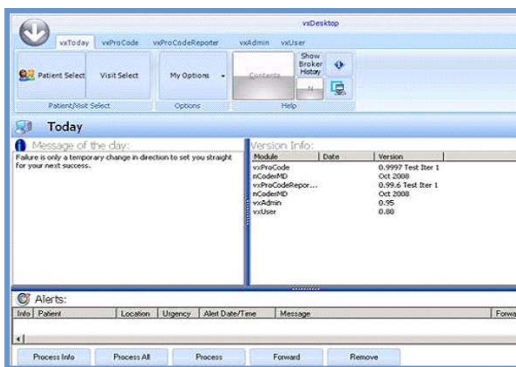 vxDesktop
vxToday vxProCode vxProCodeReporter vxAdmin vxUser
Patient Select Visit Select My Options Contents Show Broker History
Patient/Visit Select Options Help
Today
Message of the day:
Failure is only a temporary change in direction to set you straight
for your next success.
Version Info:
Module Date Version
vxProCode 0.9997 Test Iter 1
nCoderMD Oct 2008
vxProCodeRepor... 0.99.6 Test Iter 1
nCoderMD Oct 2008
vxAdmin 0.95
vxUser 0.80
Alerts:
Info Patient Location Urgency Alert Date/Time Message Forwa
Process Info Process All Process Forward Remove